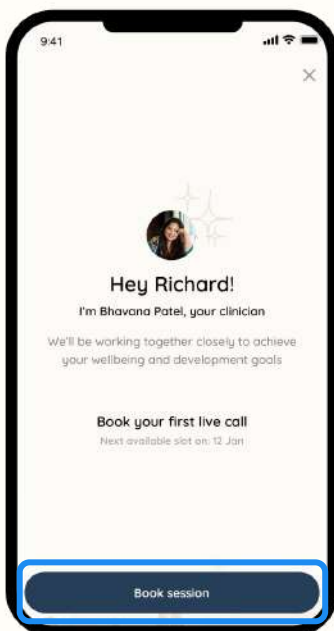 9:41
Hey Richard!
I'm Bhavana Patel, your clinician
We'll be working together closely to achieve
your wellbeing and development goals
Book your first live call
Next available slot on: 12 Jan
Book session